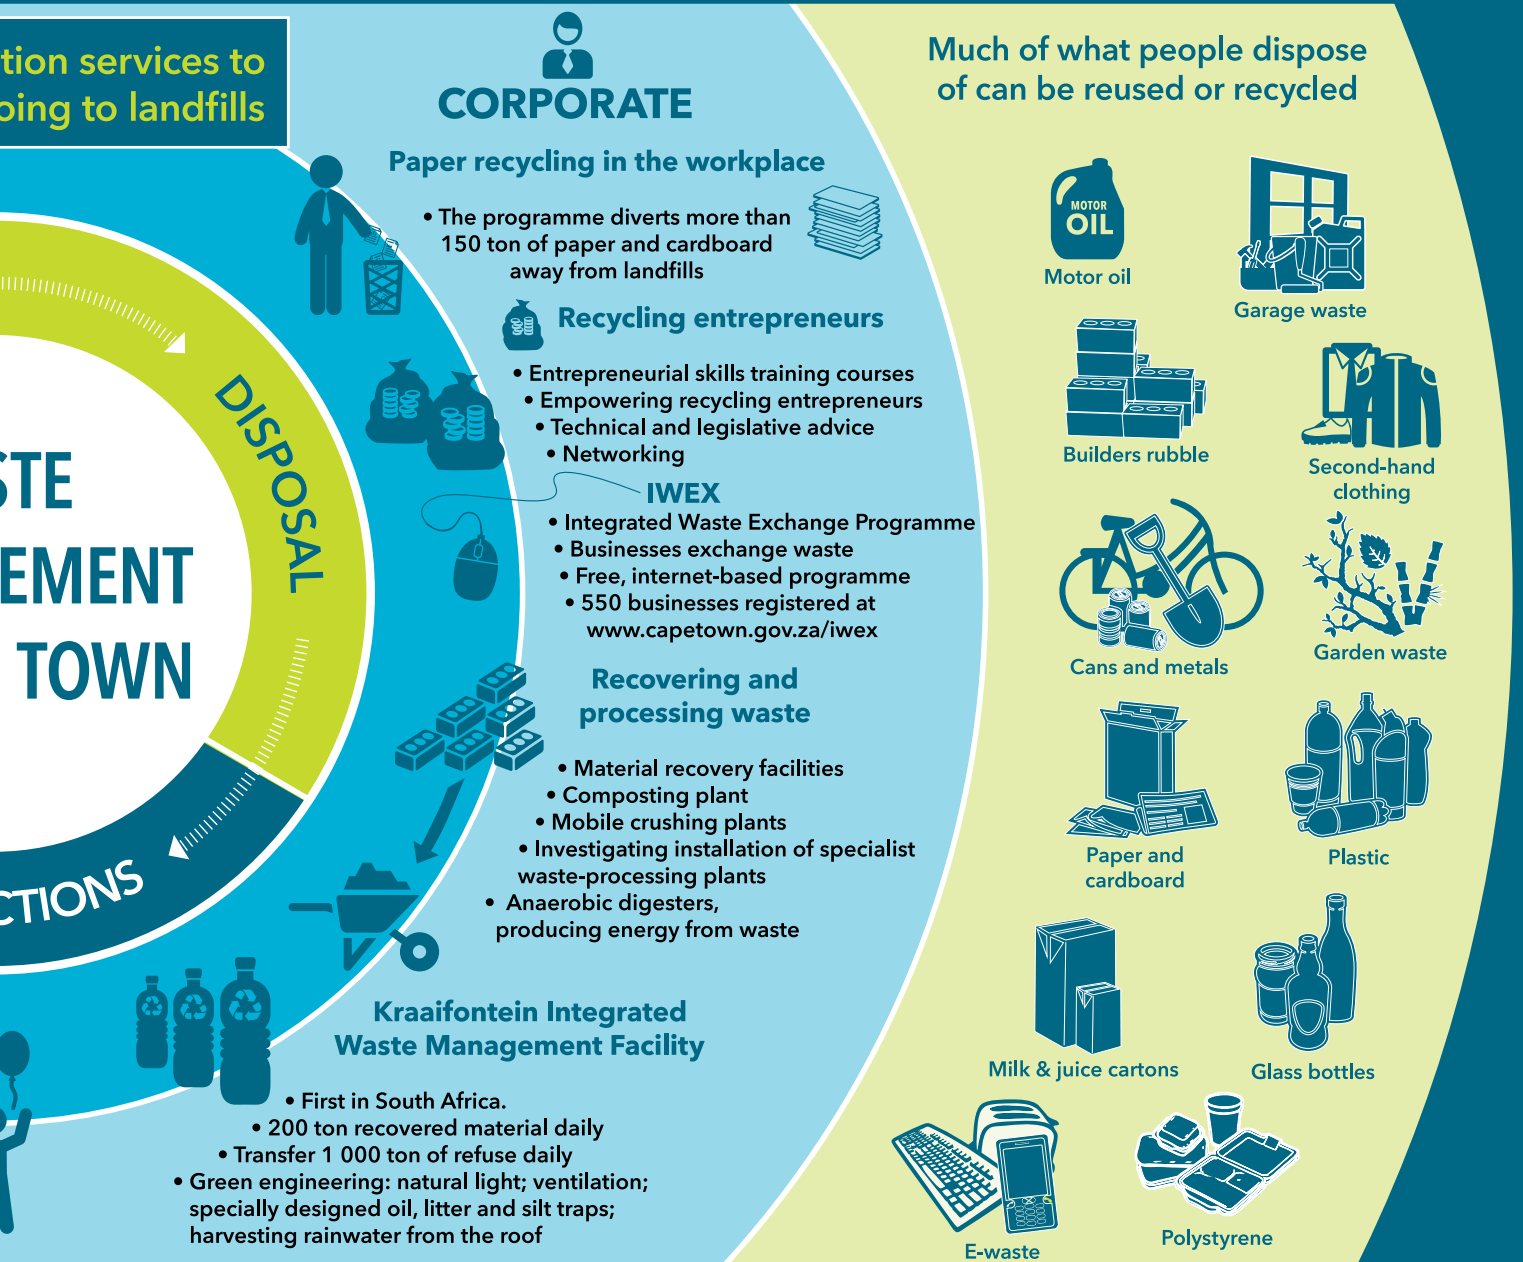 tion services to
oing to landfills
STE
EMENT
TOWN
DISPOSAL
CTIONS
CORPORATE
Paper recycling in the workplace
• The programme diverts more than
150 ton of paper and cardboard
away from landfills
Recycling entrepreneurs
• Entrepreneurial skills training courses
• Empowering recycling entrepreneurs
• Technical and legislative advice
• Networking
IWEX
• Integrated Waste Exchange Programme
• Businesses exchange waste
• Free, internet-based programme
• 550 businesses registered at
www.capetown.gov.za/iwex
Recovering and
processing waste
• Material recovery facilities
• Composting plant
• Mobile crushing plants
• Investigating installation of specialist
waste-processing plants
• Anaerobic digesters,
producing energy from waste
Kraaifontein Integrated
Waste Management Facility
• First in South Africa.
• 200 ton recovered material daily
• Transfer 1 000 ton of refuse daily
• Green engineering: natural light; ventilation;
specially designed oil, litter and silt traps;
harvesting rainwater from the roof
Much of what people dispose
of can be reused or recycled
MOTOR
OIL
Motor oil
Garage waste
Builders rubble
Second-hand
clothing
Cans and metals
Garden waste
Paper and
cardboard
Plastic
Milk & juice cartons
Glass bottles
E-waste
Polystyrene